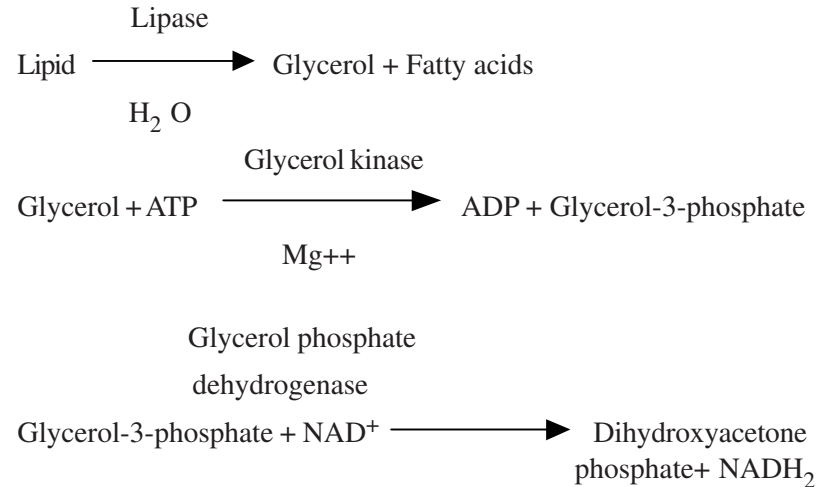 Lipase
Lipid Glycerol + Fatty acids
H₂ O
Glycerol kinase
Glycerol + ATP ADP + Glycerol-3-phosphate
Mg++
Glycerol phosphate
dehydrogenase
Glycerol-3-phosphate + NAD⁺ Dihydroxyacetone
phosphate+ NADH₂